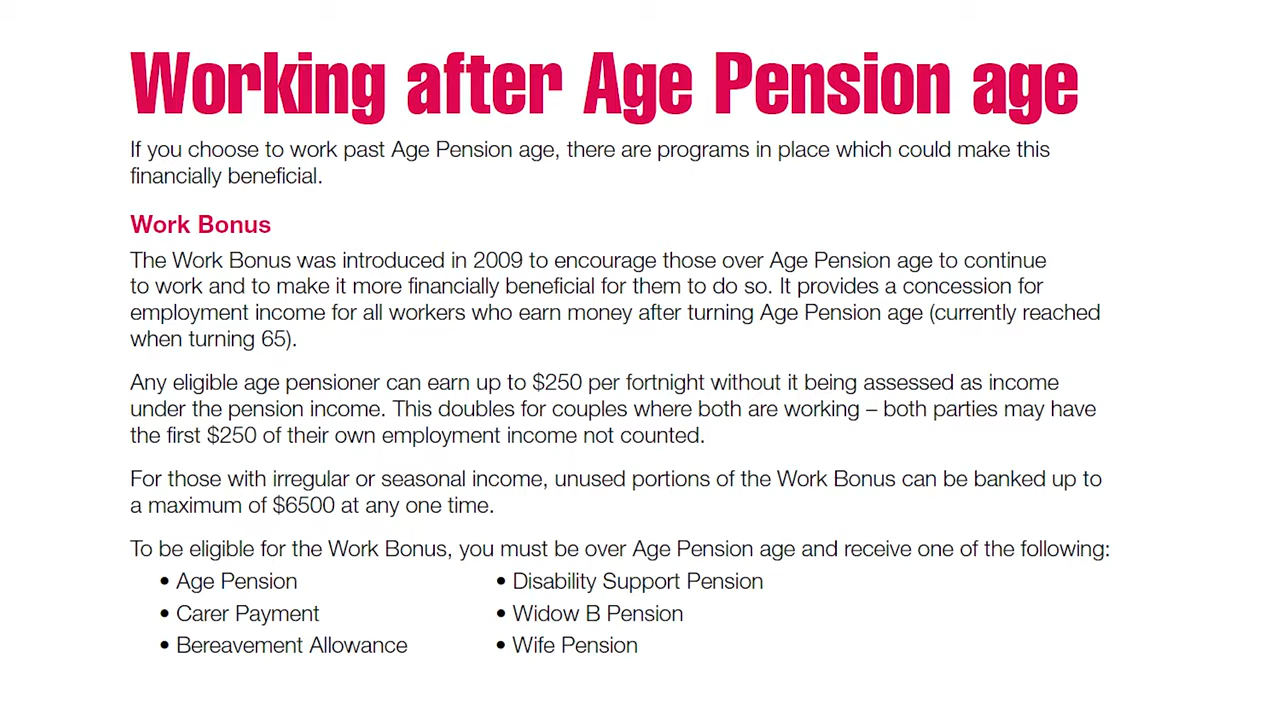 Working after Age Pension age
If you choose to work past Age Pension age, there are programs in place which could make this
financially beneficial.
Work Bonus
The Work Bonus was introduced in 2009 to encourage those over Age Pension age to continue
to work and to make it more financially beneficial for them to do so. It provides a concession for
employment income for all workers who earn money after turning Age Pension age (currently reached
when turning 65).
Any eligible age pensioner can earn up to $250 per fortnight without it being assessed as income
under the pension income. This doubles for couples where both are working – both parties may have
the first $250 of their own employment income not counted.
For those with irregular or seasonal income, unused portions of the Work Bonus can be banked up to
a maximum of $6500 at any one time.
To be eligible for the Work Bonus, you must be over Age Pension age and receive one of the following:
• Age Pension
• Carer Payment
• Bereavement Allowance
• Disability Support Pension
• Widow B Pension
• Wife Pension